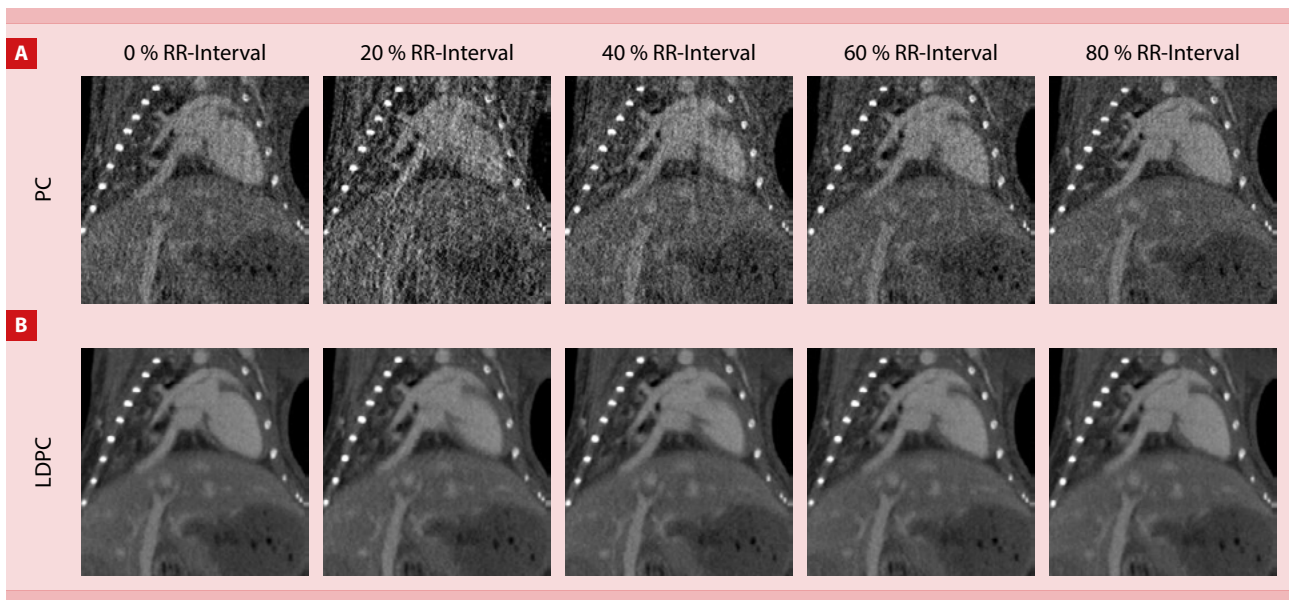 A
0 % RR-Interval
20 % RR-Interval
40 % RR-Interval
60 % RR-Interval
80 % RR-Interval
PC
B
LDPC